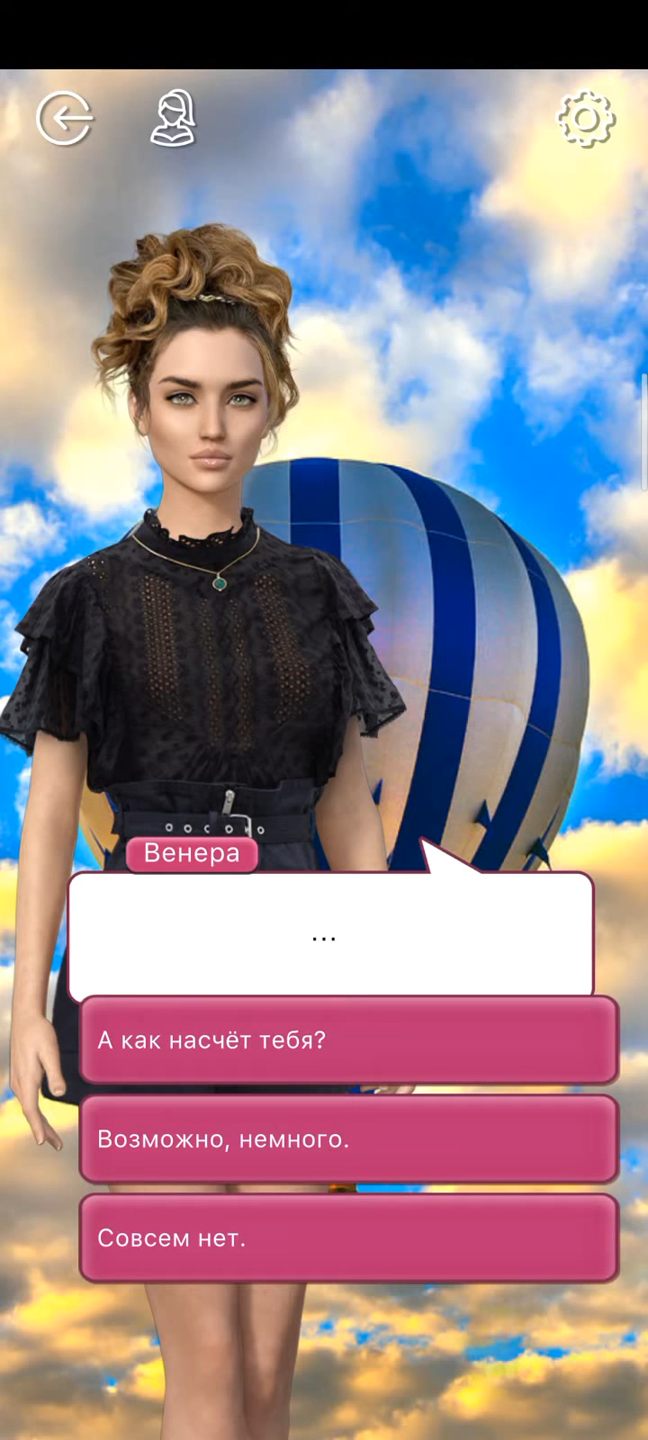 Венера
...
А как насчёт тебя?
Возможно, немного.
Совсем нет.